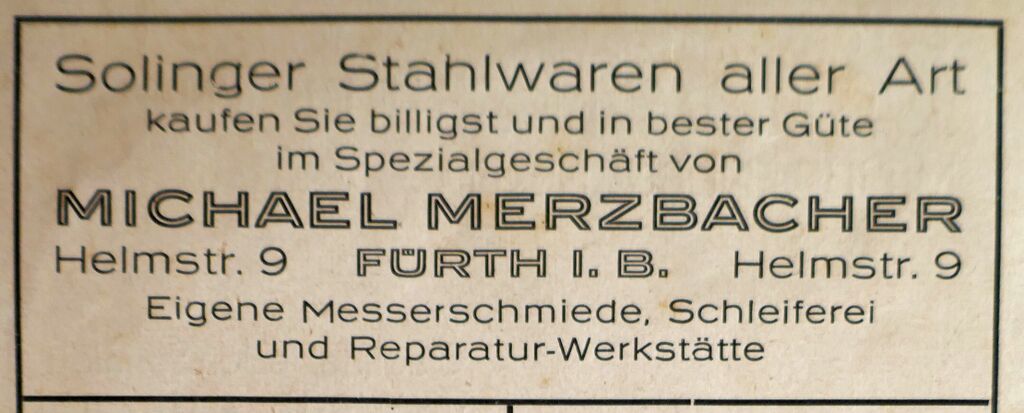 Solinger Stahlwaren aller Art
kaufen Sie billigst und in bester Güte
im Spezialgeschäft von
MICHAEL MERZBACHER
Helmstr. 9 FÜRTH I. B. Helmstr. 9
Eigene Messerschmiede, Schleiferei
und Reparatur-Werkstätte